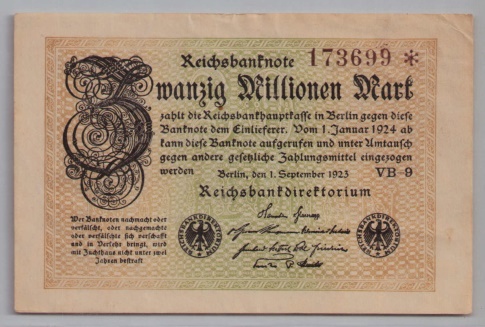 Reichsbanknote 173699 *
Zwanzig Millionen Mark
zahlt die Reichsbankhauptkasse in Berlin gegen diese
Banknote dem Einlieferer. Vom 1. Januar 1924 ab
kann diese Banknote aufgerufen und unter Umtausch
gegen andere gesetzliche Zahlungsmittel eingezogen
werden Berlin, den 1. September 1923 VB-9
Reichsbankdirektorium
Wer Banknoten nachmacht oder
verfälscht, oder nachgemachte
oder verfälschte sich verschafft
und in Verkehr bringt, wird
mit Zuchthaus nicht unter zwei
Jahren bestraft